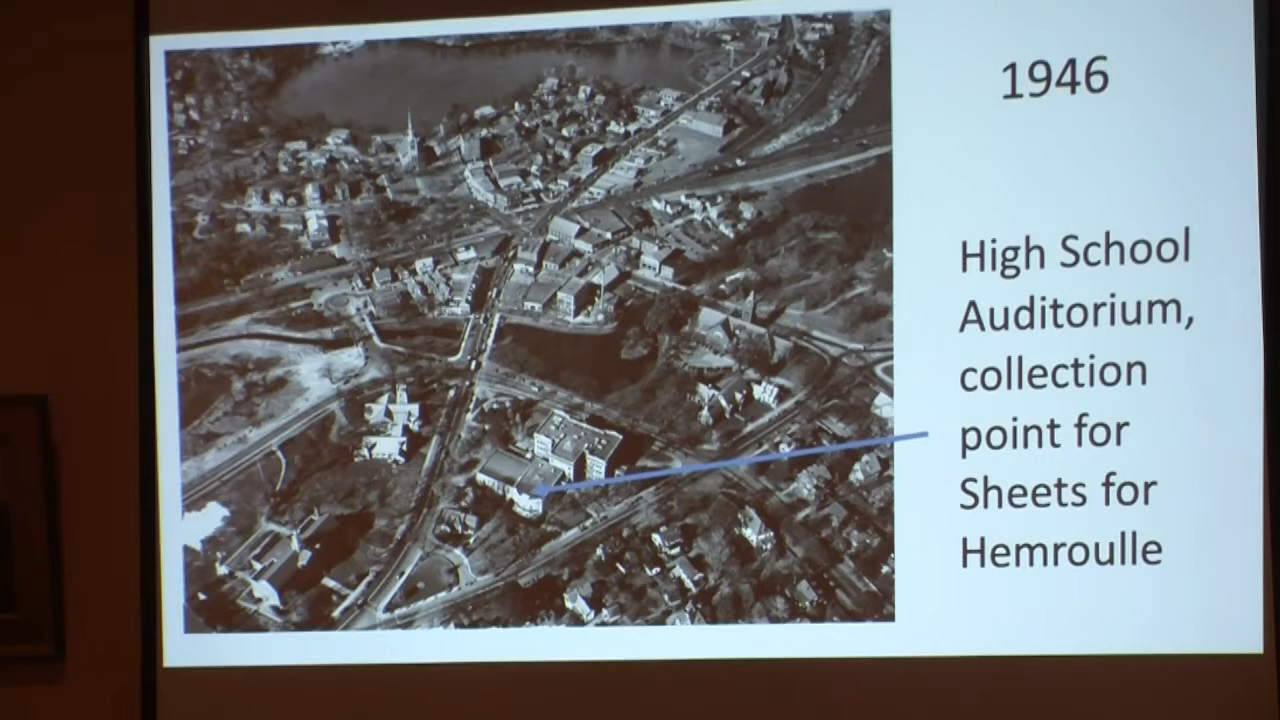 1946
High School
Auditorium,
collection
point for
Sheets for
Hemroulle